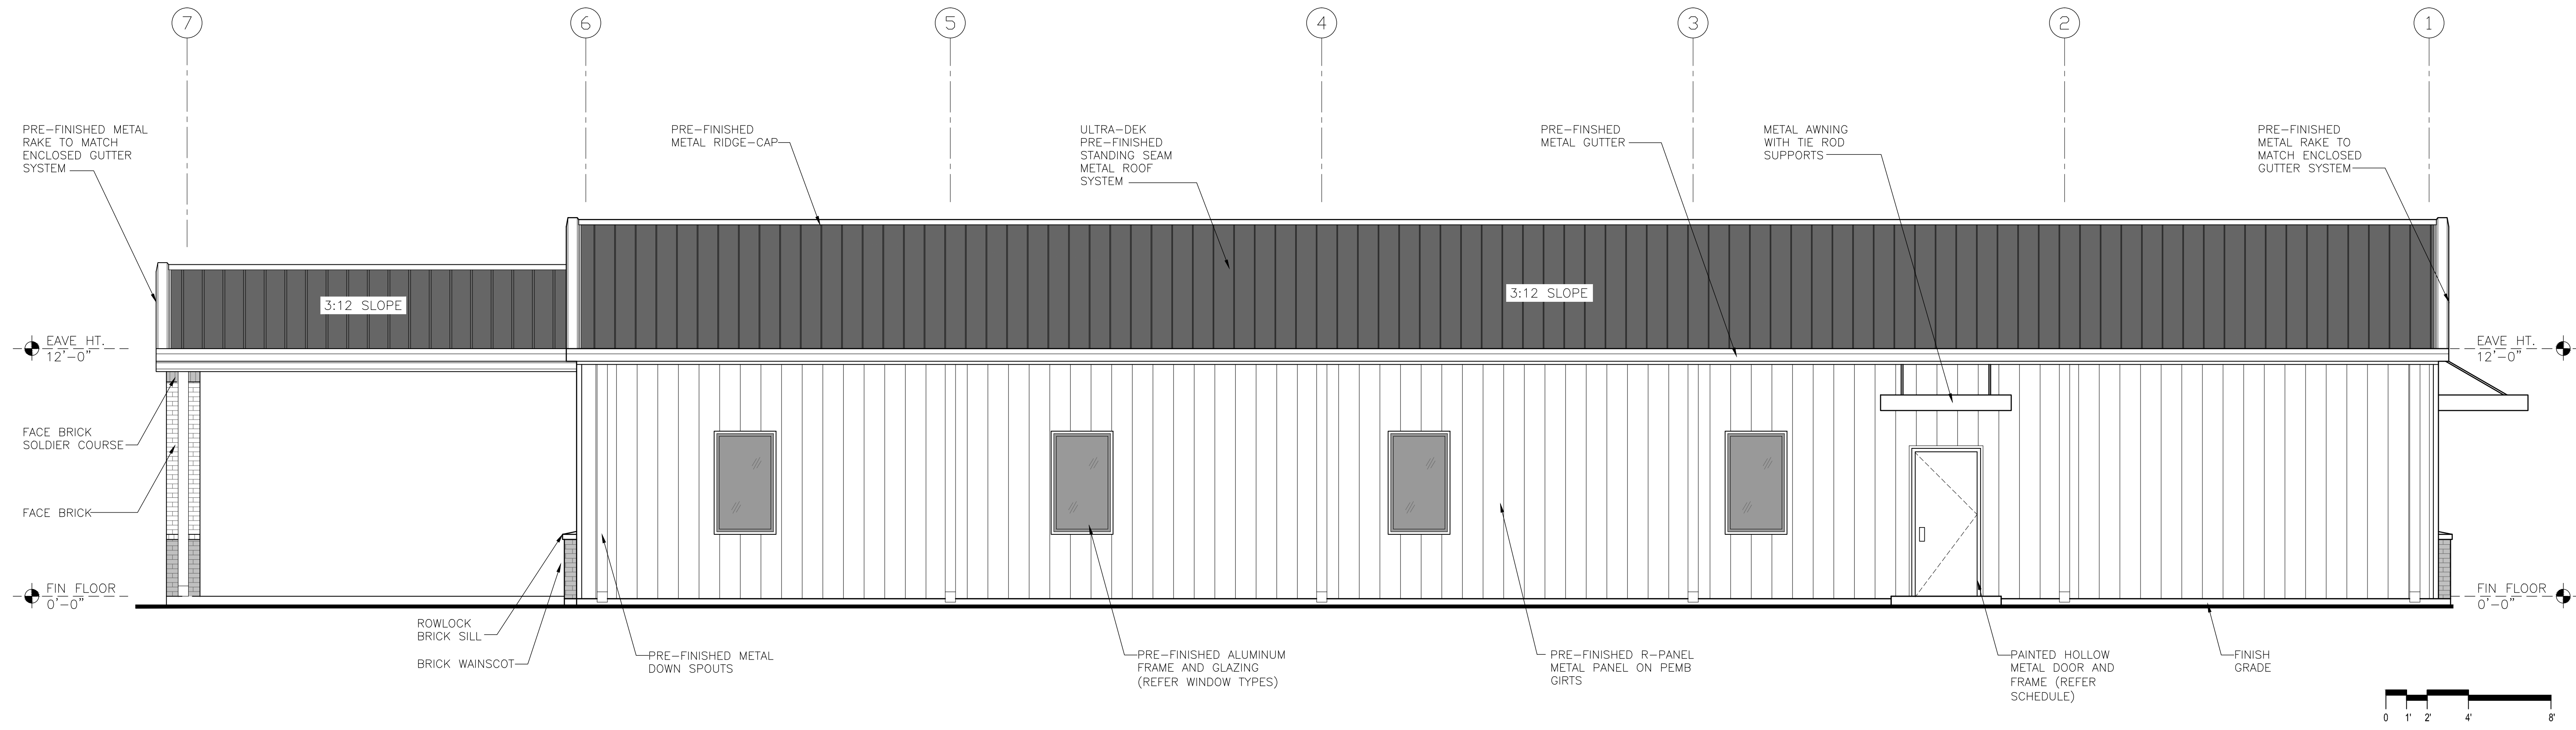 7
6
5
4
3
2
1
PRE-FINISHED METAL
RAKE TO MATCH
ENCLOSED GUTTER
SYSTEM
PRE-FINISHED
METAL RIDGE-CAP
ULTRA-DEK
PRE-FINISHED
STANDING SEAM
METAL ROOF
SYSTEM
PRE-FINSHED
METAL GUTTER
METAL AWNING
WITH TIE ROD
SUPPORTS
PRE-FINISHED
METAL RAKE TO
MATCH ENCLOSED
GUTTER SYSTEM
3:12 SLOPE
3:12 SLOPE
EAVE HT.
12'-0"
EAVE HT.
12'-0"
FACE BRICK
SOLDIER COURSE
FACE BRICK
FIN FLOOR
0'-0"
FIN FLOOR
0'-0"
ROWLOCK
BRICK SILL
BRICK WAINSCOT
PRE-FINISHED METAL
DOWN SPOUTS
PRE-FINISHED ALUMINUM
FRAME AND GLAZING
(REFER WINDOW TYPES)
PRE-FINISHED R-PANEL
METAL PANEL ON PEMB
GIRTS
PAINTED HOLLOW
METAL DOOR AND
FRAME (REFER
SCHEDULE)
FINISH
GRADE
0 1' 2' 4' 8'